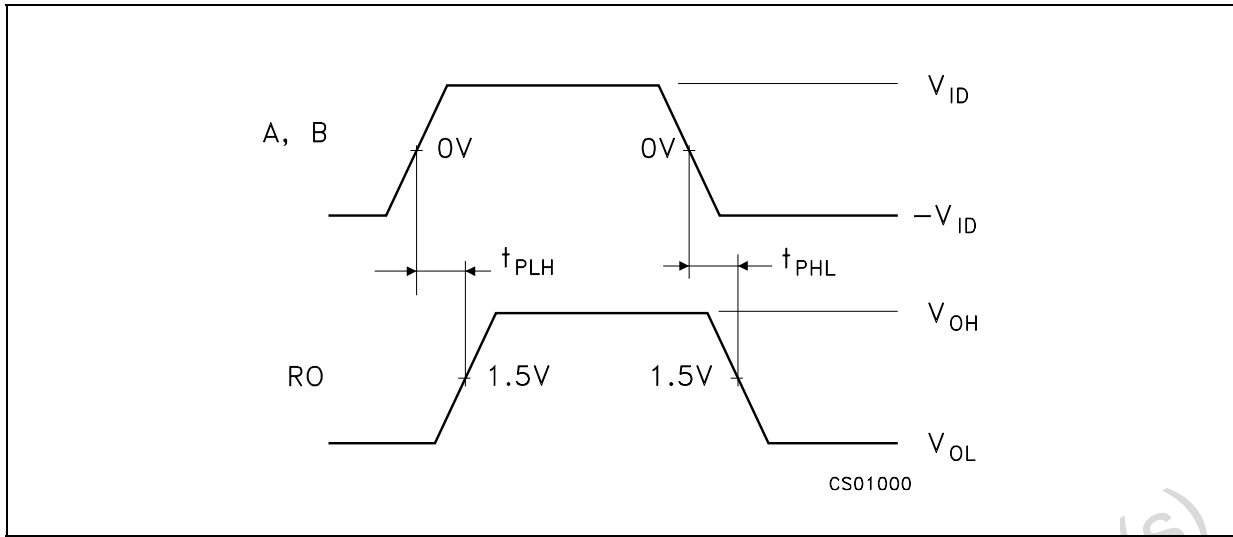 V_ID
A, B
0V 0V
-V_ID
t_PLH t_PHL
V_OH
RO 1.5V 1.5V
V_OL
CS01000
(s)